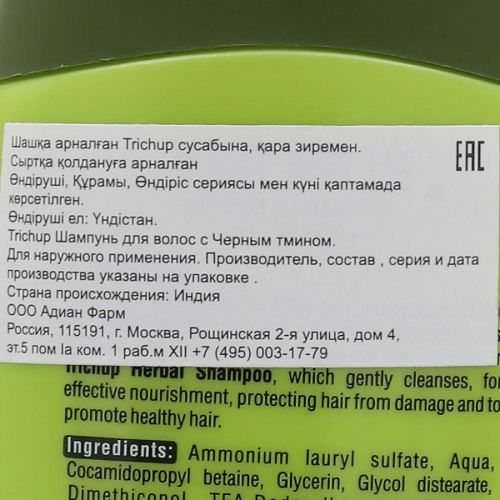 Шашқа арналған Trichup сусабына, қара зиремен.
Сыртқа қолдануға арналған
Өндіруші, Құрамы, Өндіріс сериясы мен күні қаптамада
көрсетілген.
Өндіруші ел: Үндістан.
Trichup Шампунь для волос с Черным тмином.
Для наружного применения. Производитель, состав , серия и дата
производства указаны на упаковке .
Страна происхождения: Индия
ООО Адиан Фарм
Россия, 115191, г. Москва, Рощинская 2-я улица, дом 4,
эт.5 пом Ia ком. 1 раб.м XII +7 (495) 003-17-79
EAC
Trichup Herbal Shampoo, which gently cleanses, for
effective nourishment, protecting hair from damage and to
promote healthy hair.
Ingredients: Ammonium lauryl sulfate, Aqua,
Cocamidopropyl betaine, Glycerin, Glycol distearate,
Dimethiconol,